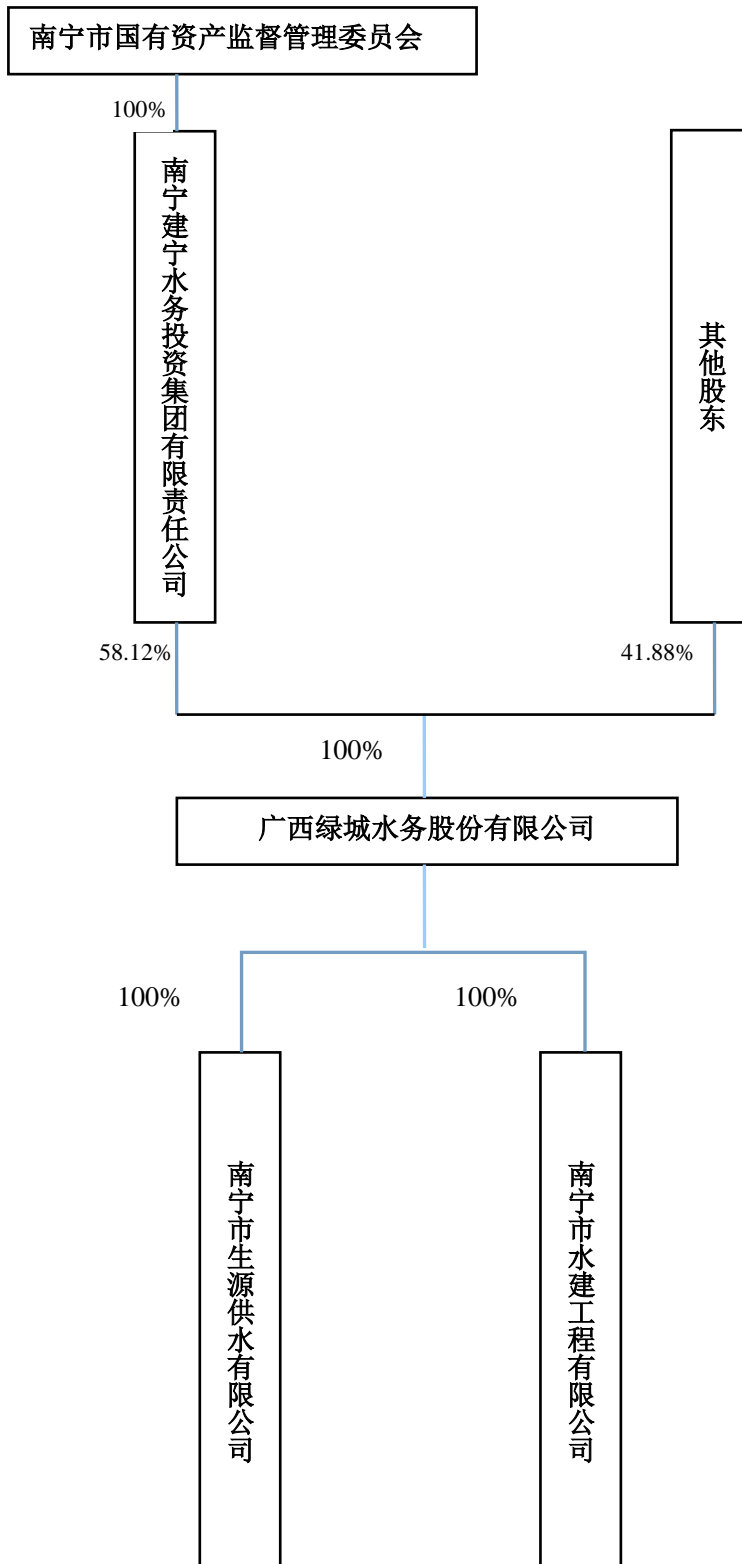 南宁市国有资产监督管理委员会
100%
南宁建宁水务投资集团有限责任公司
其他股东
58.12%
41.88%
100%
广西绿城水务股份有限公司
100%
100%
南宁市生源供水有限公司
南宁市水建工程有限公司